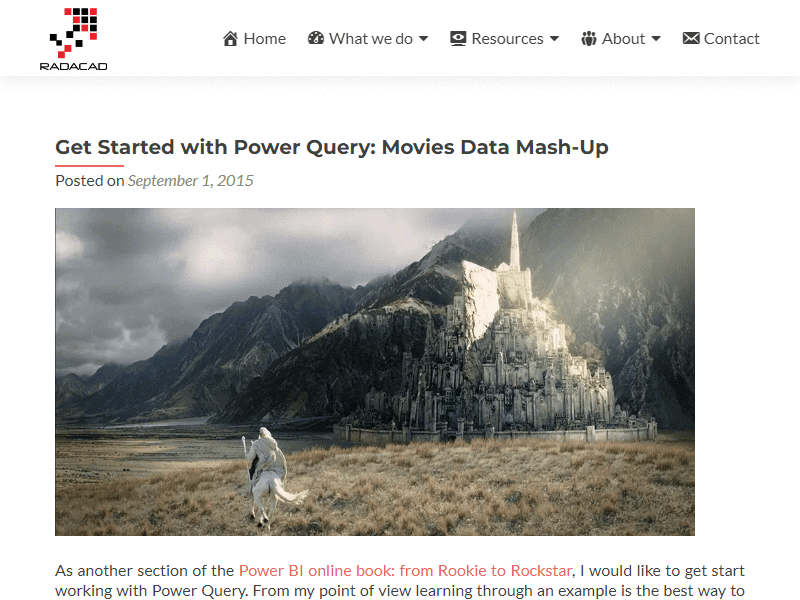 RADACAD
Home What we do Resources About Contact
Get Started with Power Query: Movies Data Mash-Up
Posted on September 1, 2015
As another section of the Power BI online book: from Rookie to Rockstar, I would like to get start
working with Power Query. From my point of view learning through an example is the best way to